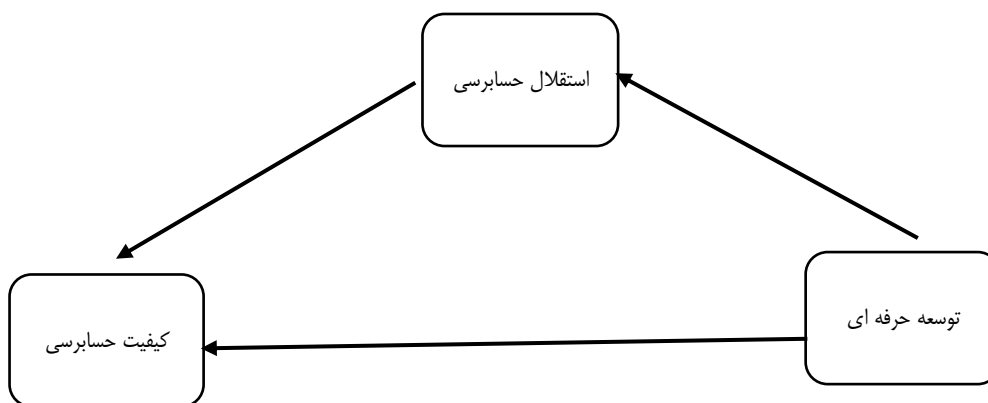 استقلال حسابرسی
توسعه حرفه ای
کیفیت حسابرسی